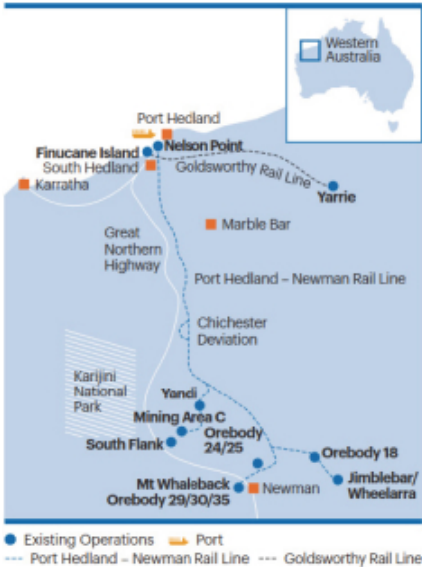 Western
Australia
Port Hedland
Nelson Point
Finucane Island
South Hedland
Goldsworthy Rail Line
Karratha
Yarrie
Marble Bar
Great
Northern
Highway
Port Hedland – Newman Rail Line
Chichester
Deviation
Karijini
National
Park
Yandi
Mining Area C
Orebody
24/25
South Flank
Orebody 18
Mt Whaleback
Orebody 29/30/35
Newman
Jimblebar/
Wheelarra
Existing Operations Port
Port Hedland – Newman Rail Line Goldsworthy Rail Line